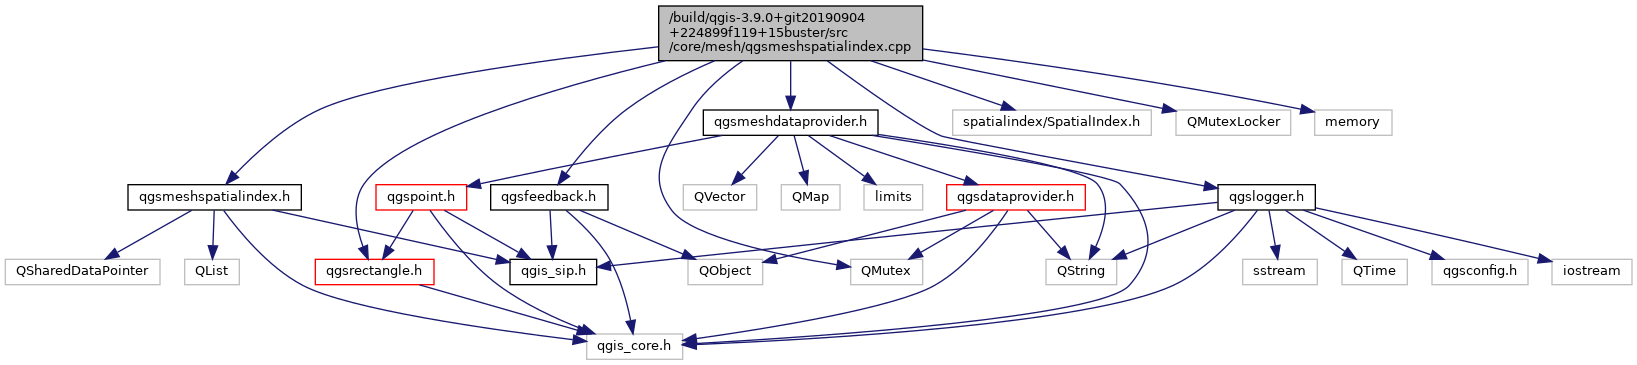 /build/qgis-3.9.0+git20190904
+224899f119+15buster/src
/core/mesh/qgsmeshspatialindex.cpp
qgsmeshdataprovider.h
spatialindex/SpatialIndex.h
QMutexLocker
memory
qgsmeshspatialindex.h
qgspoint.h
qgsfeedback.h
QVector
QMap
limits
qgsdataprovider.h
qgslogger.h
QSharedDataPointer
QList
qgsrectangle.h
qgis_sip.h
QObject
QMutex
QString
sstream
QTime
qgsconfig.h
iostream
qgis_core.h